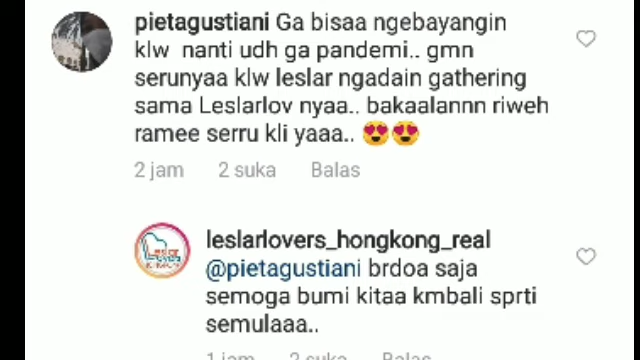 pietagustiani Ga bisaa ngebayangin
klw nanti udh ga pandemi.. gmn
serunyaa klw leslar ngadain gathering
sama Leslarlov nyaa.. bakaalannn riweh
ramee serru kli yaaa.. 😍😍
2 jam 2 suka Balas
leslarlovers_hongkong_real
@pietagustiani brdoa saja
semoga bumi kitaa kmbali sprti
semulaaa..
1 jam 2 suka Balas